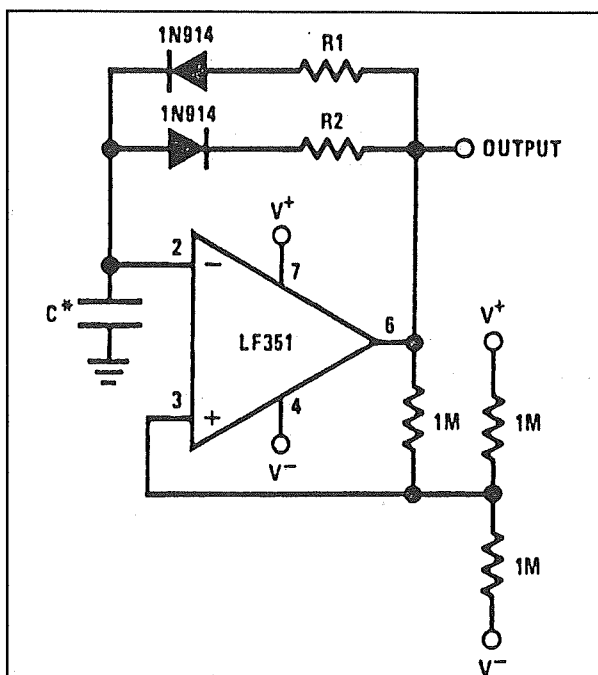 1N914
R1
1N914
R2
OUTPUT
V+
2
−
7
C*
LF351
6
V+
3
+
4
1M
1M
V−
1M
V−